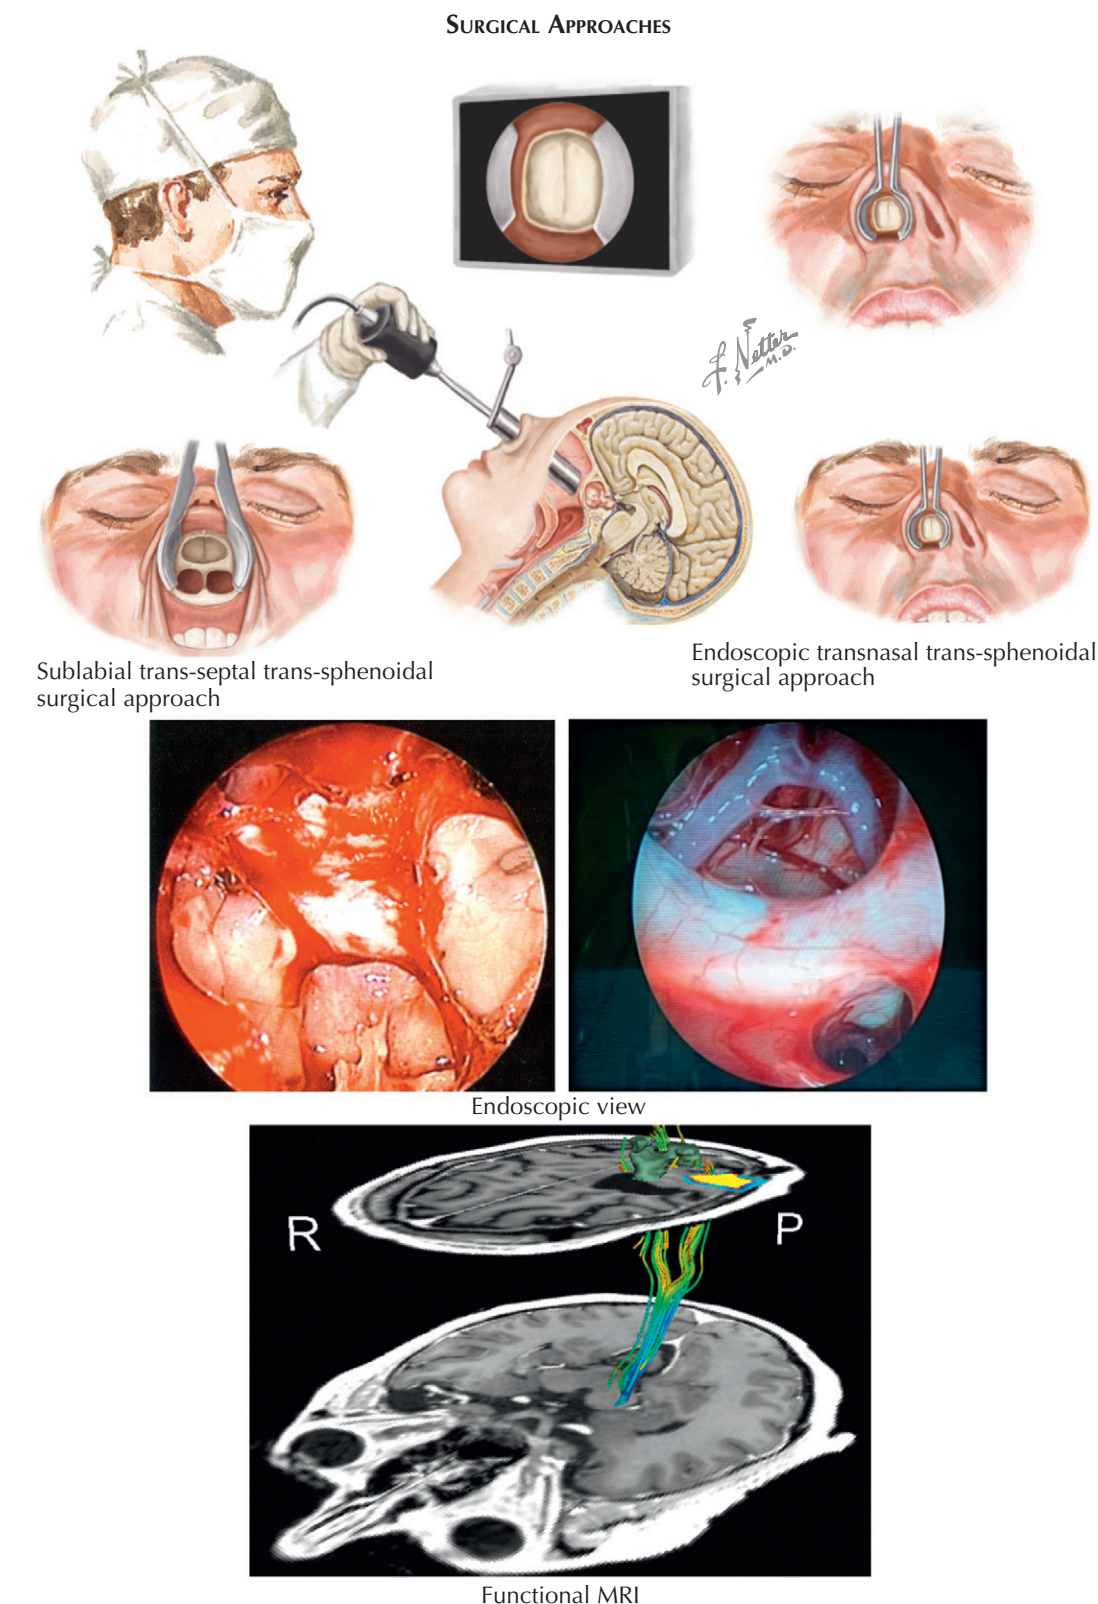 SURGICAL APPROACHES
F. Netter
M.D.
Sublabial trans-septal trans-sphenoidal
surgical approach
Endoscopic transnasal trans-sphenoidal
surgical approach
Endoscopic view
R
P
Functional MRI